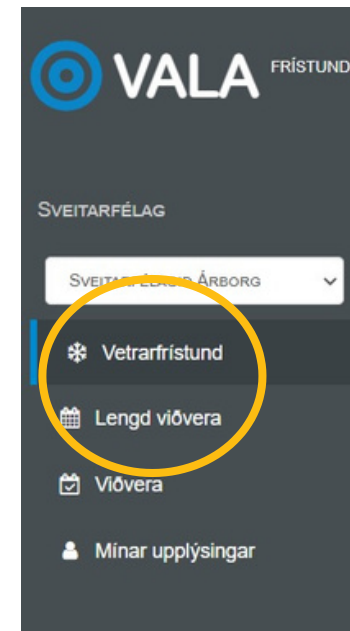 VALA FRÍSTUND
SVEITARFÉLAG
SVEITARFÉLAGIÐ ÁRBORG
Vetrarfrístund
Lengd viðvera
Viðvera
Mínar upplýsingar